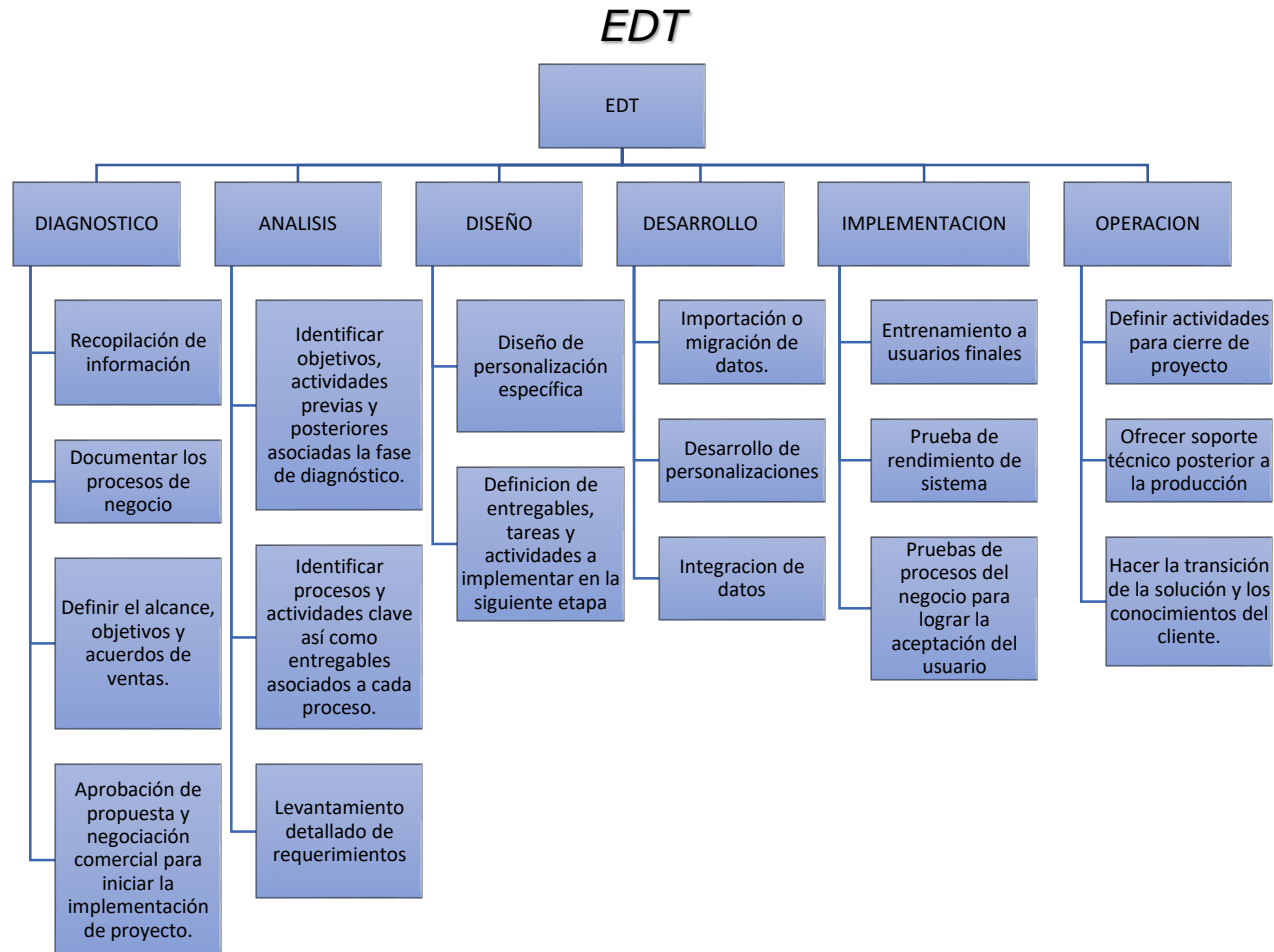 EDT
EDT
DIAGNOSTICO
Recopilación de
información
Documentar los
procesos de
negocio
Definir el alcance,
objetivos y
acuerdos de
ventas.
Aprobación de
propuesta y
negociación
comercial para
iniciar la
implementación
de proyecto.
ANALISIS
Identificar
objetivos,
actividades
previas y
posteriores
asociadas la fase
de diagnóstico.
Identificar
procesos y
actividades clave
así como
entregables
asociados a cada
proceso.
Levantamiento
detallado de
requerimientos
DISEÑO
Diseño de
personalización
específica
Definicion de
entregables,
tareas y
actividades a
implementar en la
siguiente etapa
DESARROLLO
Importación o
migración de
datos.
Desarrollo de
personalizaciones
Integracion de
datos
IMPLEMENTACION
Entrenamiento a
usuarios finales
Prueba de
rendimiento de
sistema
Pruebas de
procesos del
negocio para
lograr la
aceptación del
usuario
OPERACION
Definir actividades
para cierre de
proyecto
Ofrecer soporte
técnico posterior a
la producción
Hacer la transición
de la solución y los
conocimientos del
cliente.